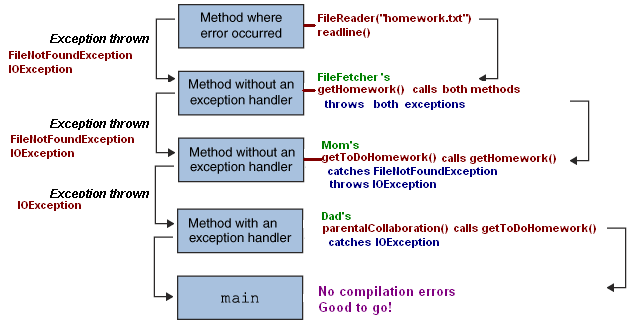 Method where
error occurred
FileReader("homework.txt")
readline()
Exception thrown
FileNotFoundException
IOException
Method without an
exception handler
FileFetcher's
getHomework() calls both methods
throws both exceptions
Exception thrown
FileNotFoundException
IOException
Method without an
exception handler
Mom's
getToDoHomework() calls getHomework()
catches FileNotFoundException
throws IOException
Exception thrown
IOException
Method with an
exception handler
Dad's
parentalCollaboration() calls getToDoHomework()
catches IOException
main
No compilation errors
Good to go!